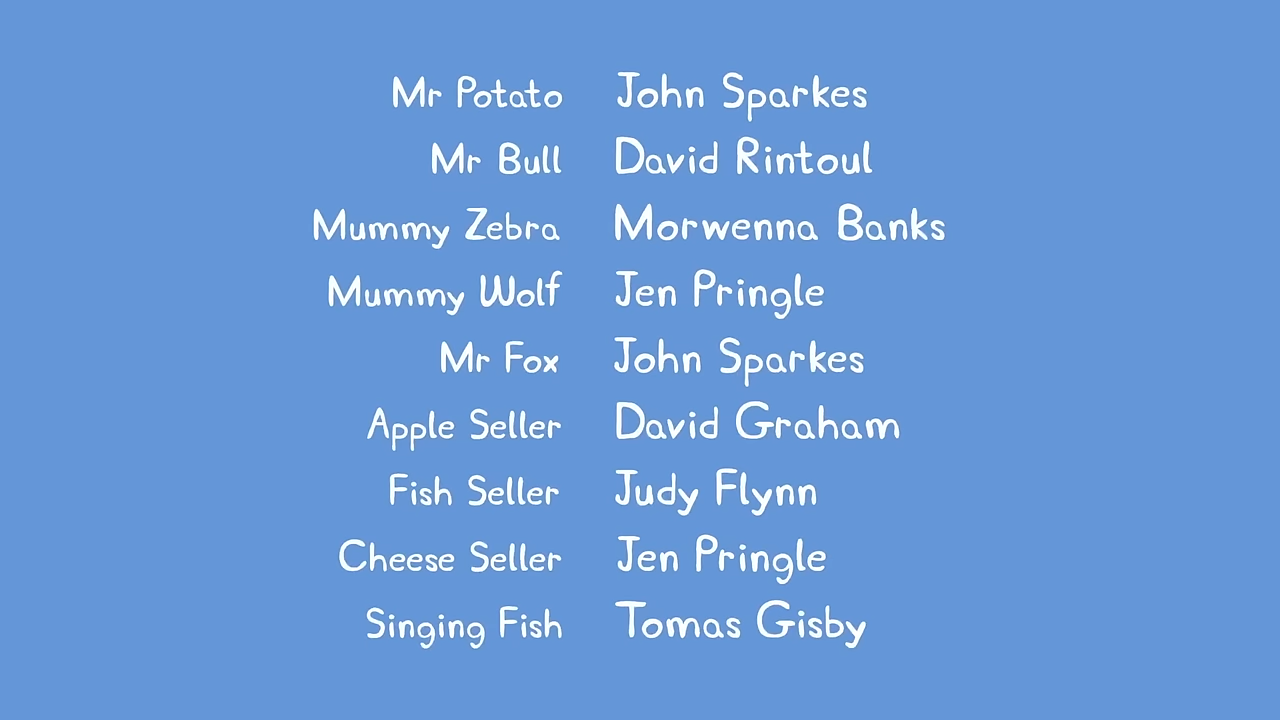 Mr Potato John Sparkes
Mr Bull David Rintoul
Mummy Zebra Morwenna Banks
Mummy Wolf Jen Pringle
Mr Fox John Sparkes
Apple Seller David Graham
Fish Seller Judy Flynn
Cheese Seller Jen Pringle
Singing Fish Tomas Gisby